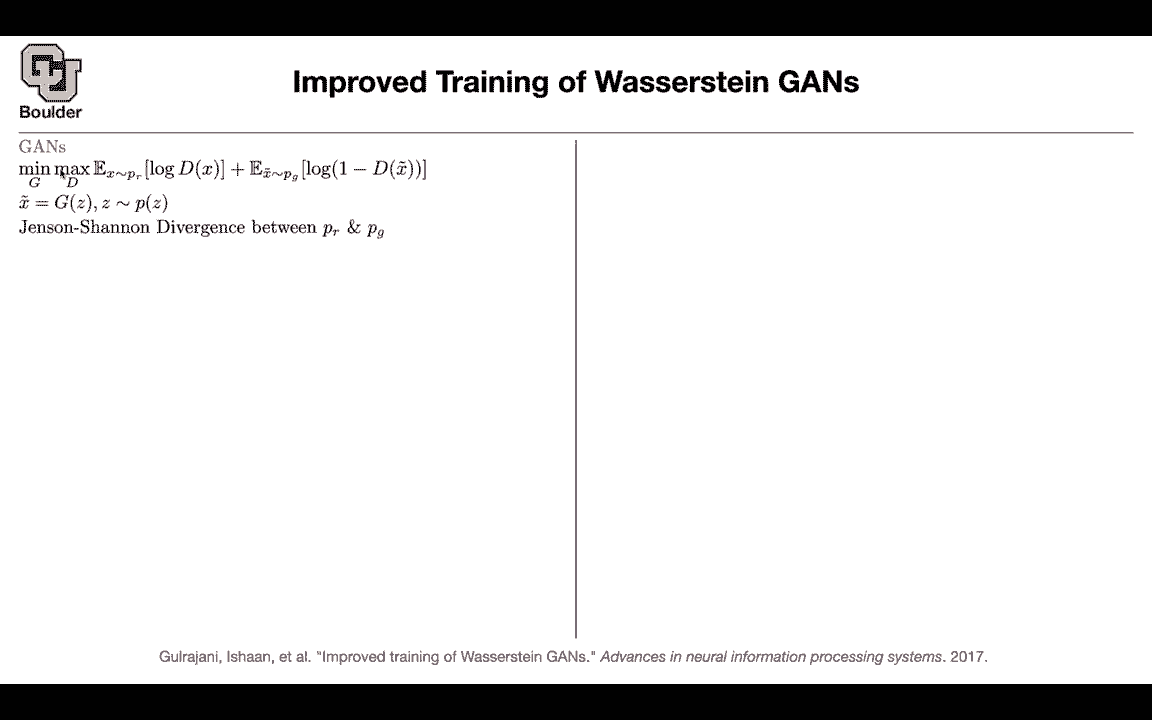 Boulder
Improved Training of Wasserstein GANs
GANs
$\min_G \max_D \mathbb{E}_{x \sim p_r}[\log D(x)] + \mathbb{E}_{\tilde{x} \sim p_g}[\log(1 - D(\tilde{x}))]$
$\tilde{x} = G(z), z \sim p(z)$
Jenson-Shannon Divergence between $p_r$ & $p_g$
Gulrajani, Ishaan, et al. "Improved training of Wasserstein GANs." Advances in neural information processing systems. 2017.